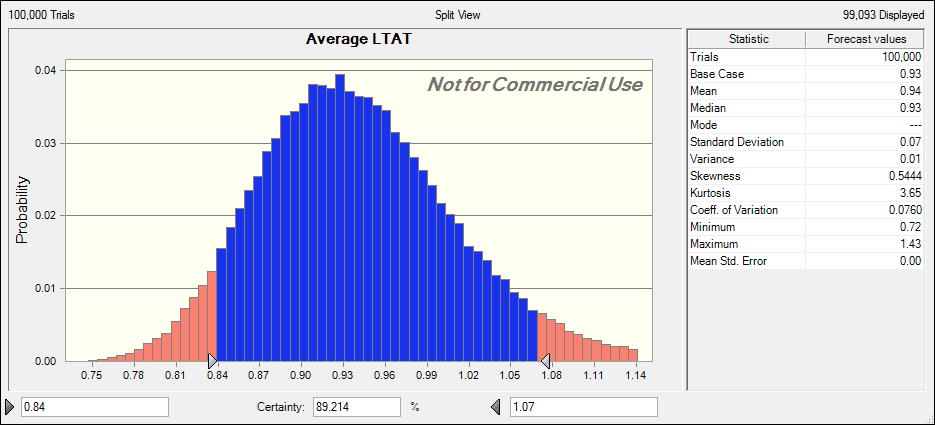 100,000 Trials Split View 99,093 Displayed
Average LTAT
Not for Commercial Use
Probability
0.04
0.03
0.02
0.01
0.00
0.75 0.78 0.81 0.84 0.87 0.90 0.93 0.96 0.99 1.02 1.05 1.08 1.11 1.14
Statistic Forecast values
Trials 100,000
Base Case 0.93
Mean 0.94
Median 0.93
Mode ---
Standard Deviation 0.07
Variance 0.01
Skewness 0.5444
Kurtosis 3.65
Coeff. of Variation 0.0760
Minimum 0.72
Maximum 1.43
Mean Std. Error 0.00
0.84 Certainty: 89.214 % 1.07